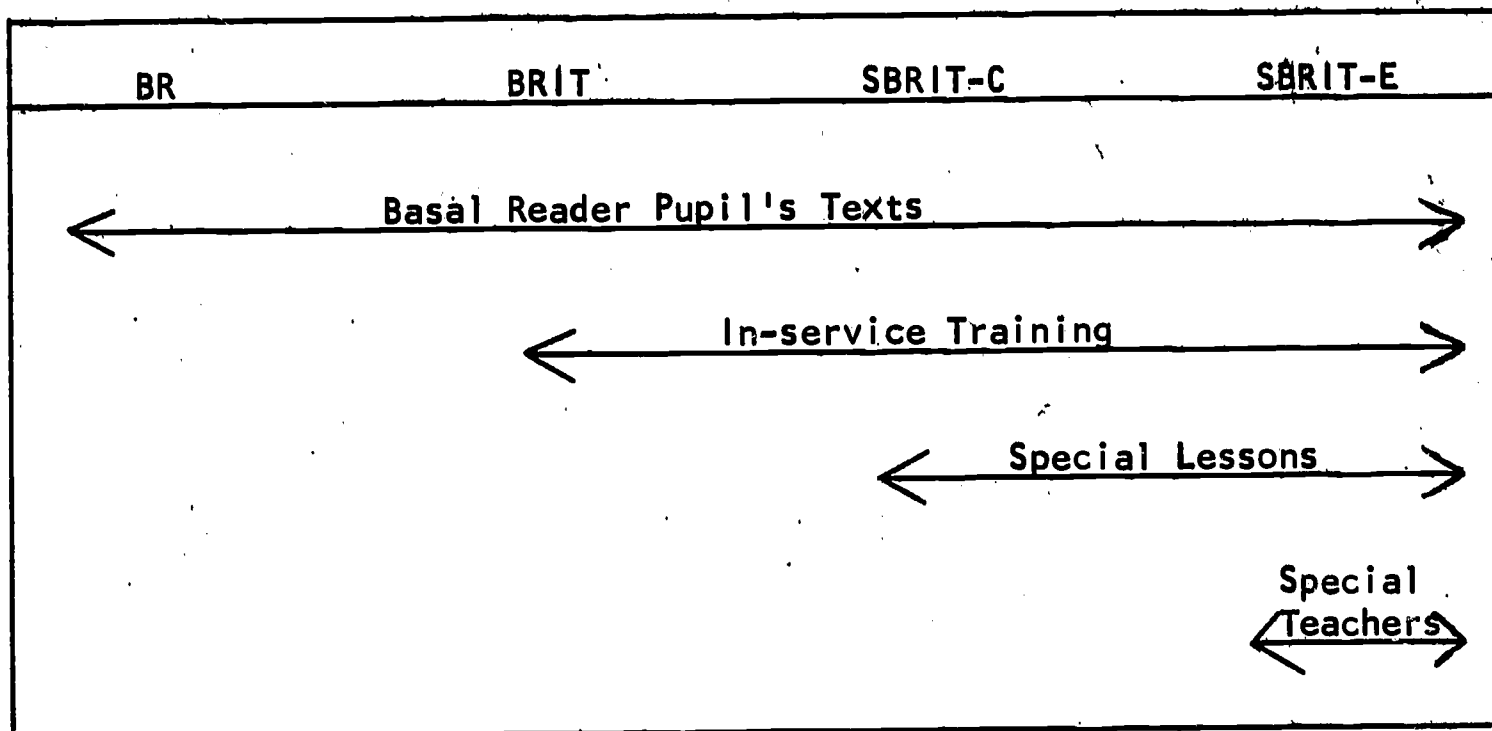 BR BRIT SBRIT-C SBRIT-E
Basal Reader Pupil's Texts
In-service Training
Special Lessons
Special
Teachers